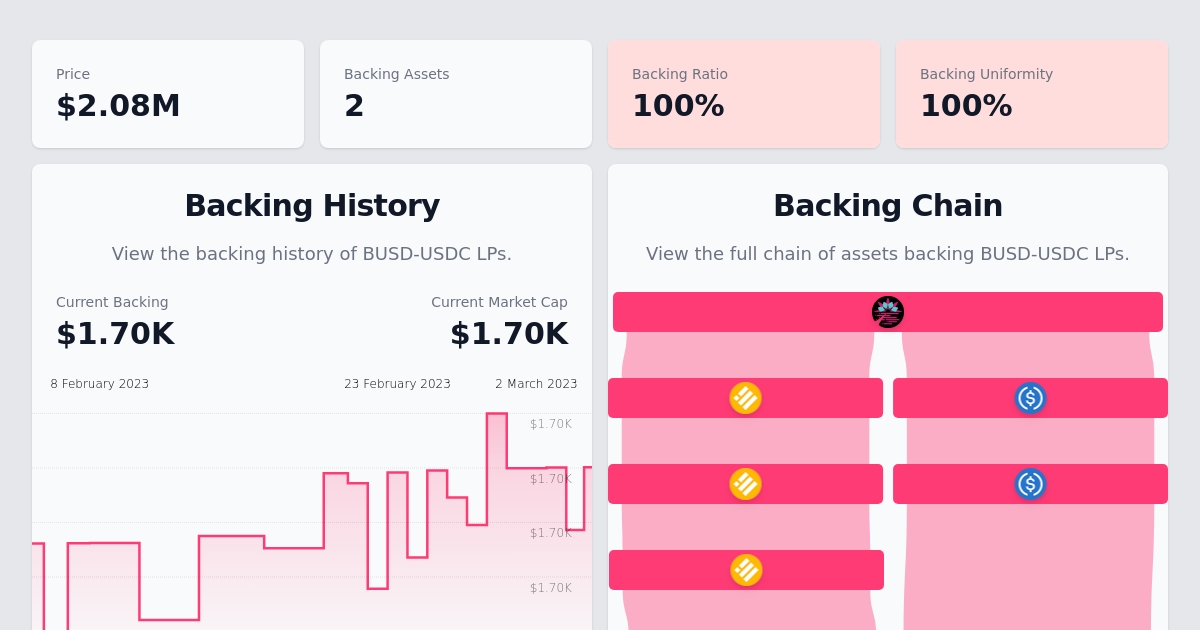 Price
$2.08M
Backing Assets
2
Backing Ratio
100%
Backing Uniformity
100%
Backing History
View the backing history of BUSD-USDC LPs.
Current Backing
$1.70K
Current Market Cap
$1.70K
8 February 2023
23 February 2023
2 March 2023
$1.70K
$1.70K
$1.70K
$1.70K
Backing Chain
View the full chain of assets backing BUSD-USDC LPs.